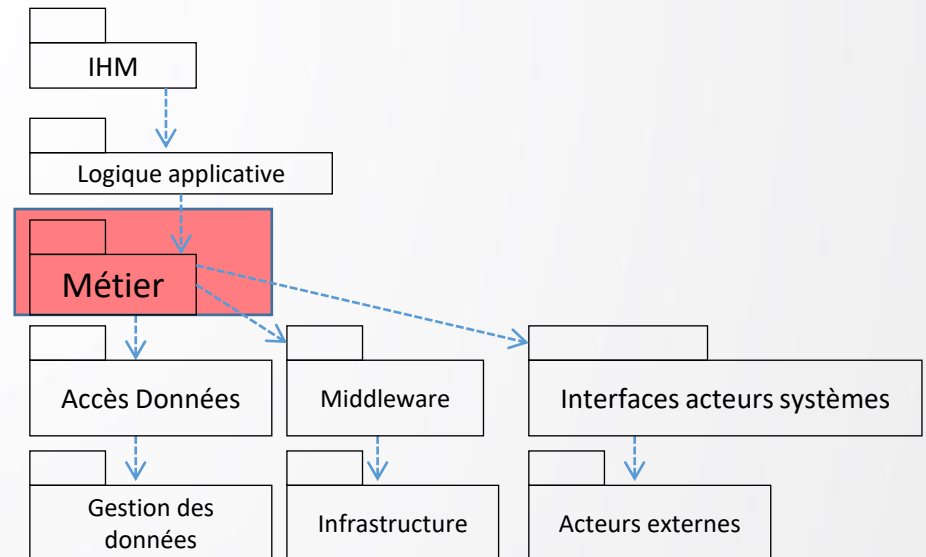 IHM
Logique applicative
Métier
Accès Données
Middleware
Interfaces acteurs systèmes
Gestion des
données
Infrastructure
Acteurs externes